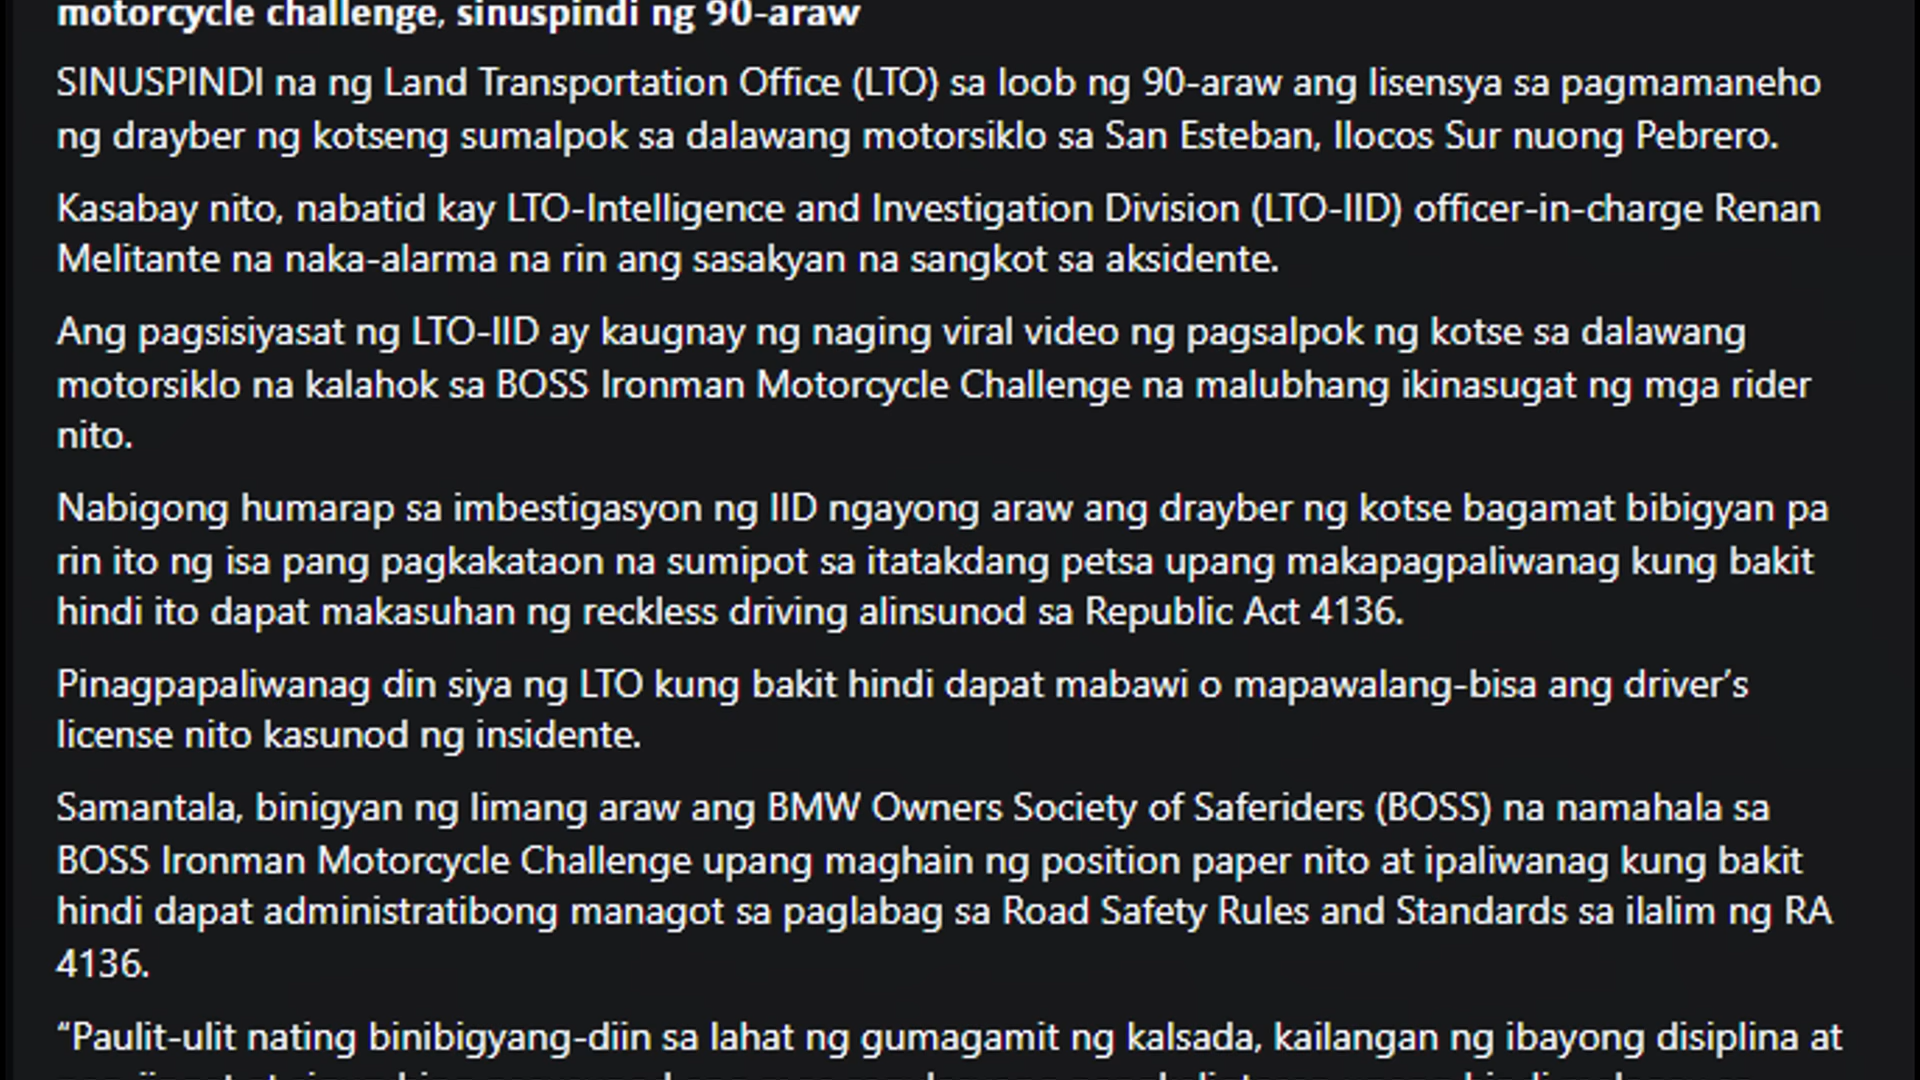 motorcycle challenge, sinuspindi ng 90-araw
SINUSPINDI na ng Land Transportation Office (LTO) sa loob ng 90-araw ang lisensya sa pagmamaneho
ng drayber ng kotseng sumalpok sa dalawang motorsiklo sa San Esteban, Ilocos Sur nuong Pebrero.
Kasabay nito, nabatid kay LTO-Intelligence and Investigation Division (LTO-IID) officer-in-charge Renan
Melitante na naka-alarma na rin ang sasakyan na sangkot sa aksidente.
Ang pagsisiyasat ng LTO-IID ay kaugnay ng naging viral video ng pagsalpok ng kotse sa dalawang
motorsiklo na kalahok sa BOSS Ironman Motorcycle Challenge na malubhang ikinasugat ng mga rider
nito.
Nabigong humarap sa imbestigasyon ng IID ngayong araw ang drayber ng kotse bagamat bibigyan pa
rin ito ng isa pang pagkakataon na sumipot sa itatakdang petsa upang makapagpaliwanag kung bakit
hindi ito dapat makasuhan ng reckless driving alinsunod sa Republic Act 4136.
Pinagpapaliwanag din siya ng LTO kung bakit hindi dapat mabawi o mapawalang-bisa ang driver’s
license nito kasunod ng insidente.
Samantala, binigyan ng limang araw ang BMW Owners Society of Saferiders (BOSS) na namahala sa
BOSS Ironman Motorcycle Challenge upang maghain ng position paper nito at ipaliwanag kung bakit
hindi dapat administratibong managot sa paglabag sa Road Safety Rules and Standards sa ilalim ng RA
4136.
“Paulit-ulit nating binibigyang-diin sa lahat ng gumagamit ng kalsada, kailangan ng ibayong disiplina at